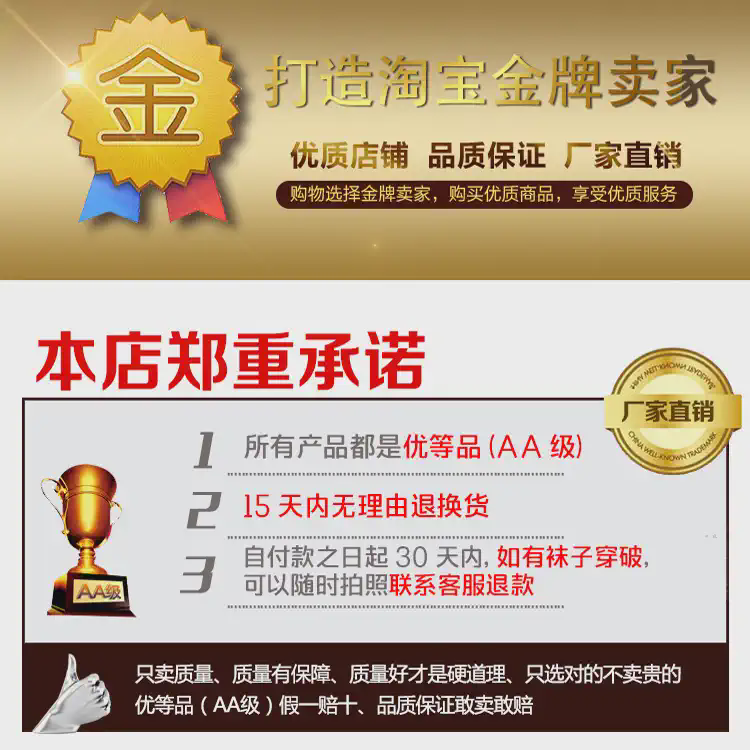 金
打造淘宝金牌卖家
优质店铺 品质保证 厂家直销
购物选择金牌卖家，购买优质商品，享受优质服务
本店郑重承诺
厂家直销
CHINA WELL-KNOWN TRADEMARK
1 所有产品都是优等品(AA 级)
2 15 天内无理由退换货
3 自付款之日起 30 天内, 如有袜子穿破,
可以随时拍照联系客服退款
AA级
只卖质量、质量有保障、质量好才是硬道理、只选对的不卖贵的
优等品（AA级）假一赔十、品质保证敢卖敢赔